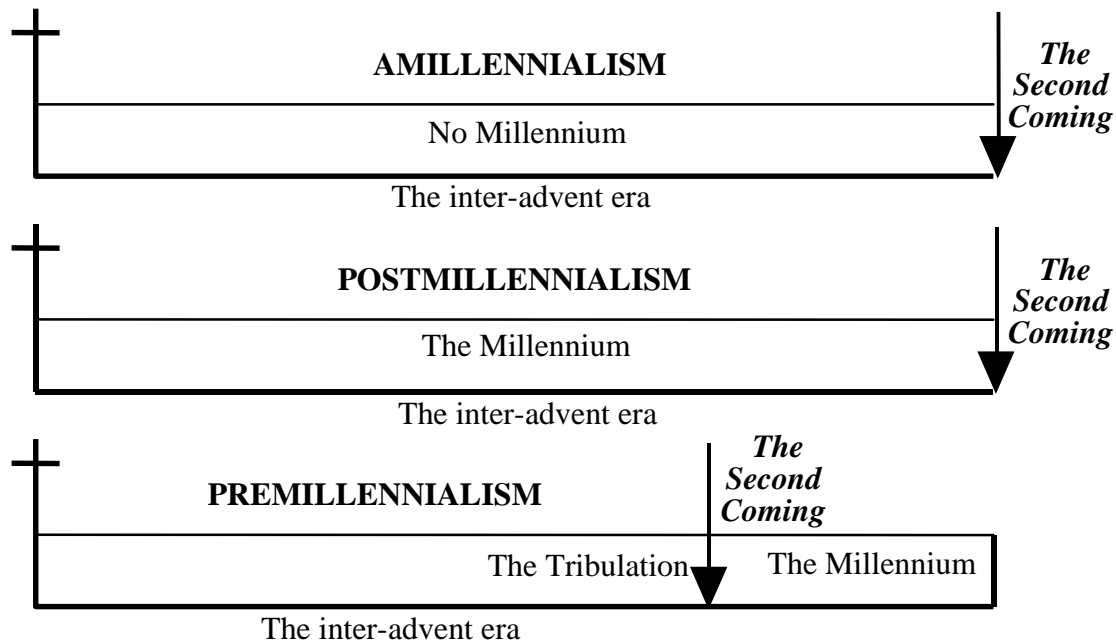 AMILLENNIALISM
The
Second
Coming
No Millennium
The inter-advent era
POSTMILLENNIALISM
The
Second
Coming
The Millennium
The inter-advent era
PREMILLENNIALISM
The
Second
Coming
The Tribulation
The Millennium
The inter-advent era